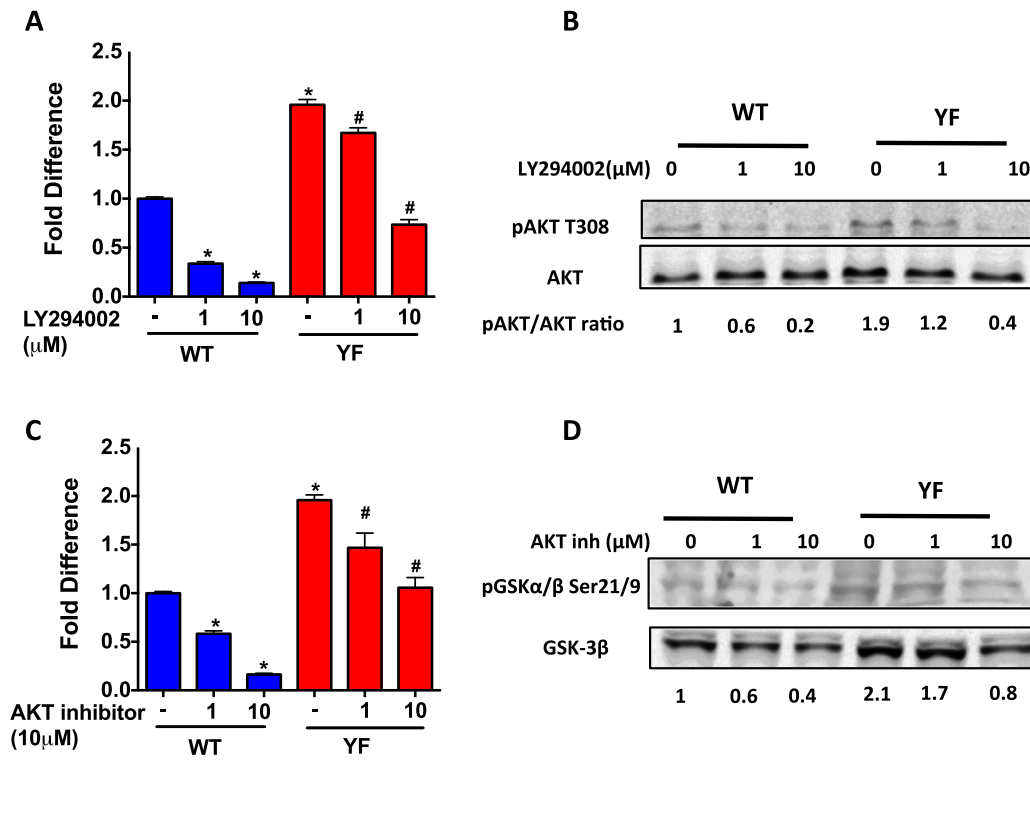 A
2.5
2.0
1.5
1.0
0.5
0.0
Fold Difference
* * * # #
LY294002 - 1 10 - 1 10
(μM)
WT YF
B
WT YF
LY294002(μM) 0 1 10 0 1 10
pAKT T308
AKT
pAKT/AKT ratio 1 0.6 0.2 1.9 1.2 0.4
C
2.5
2.0
1.5
1.0
0.5
0.0
Fold Difference
* * * # #
- 1 10 - 1 10
AKT inhibitor
(10μM)
WT YF
D
WT YF
AKT inh (μM) 0 1 10 0 1 10
pGSKα/β Ser21/9
GSK-3β
1 0.6 0.4 2.1 1.7 0.8